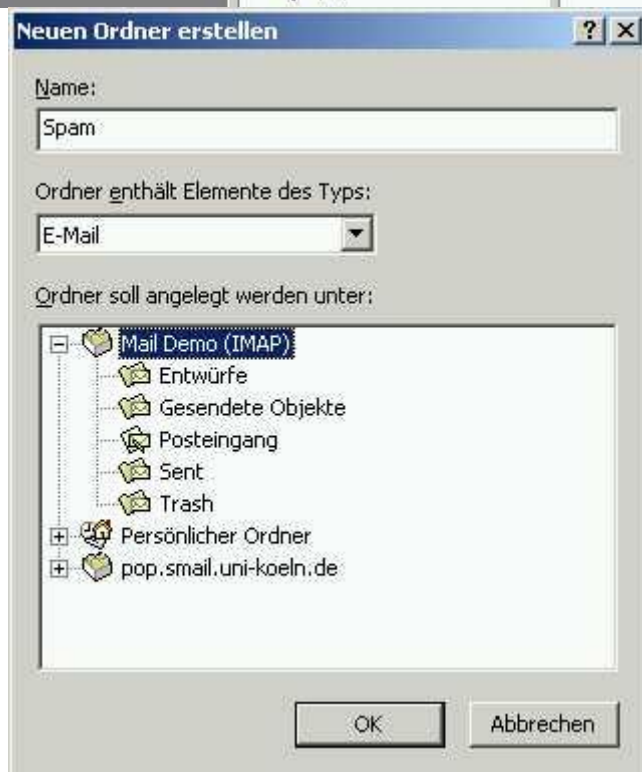 Neuen Ordner erstellen
Name:
Spam
Ordner enthält Elemente des Typs:
E-Mail
Ordner soll angelegt werden unter:
Mail Demo (IMAP)
Entwürfe
Gesendete Objekte
Posteingang
Sent
Trash
Persönlicher Ordner
pop.smail.uni-koeln.de
OK Abbrechen